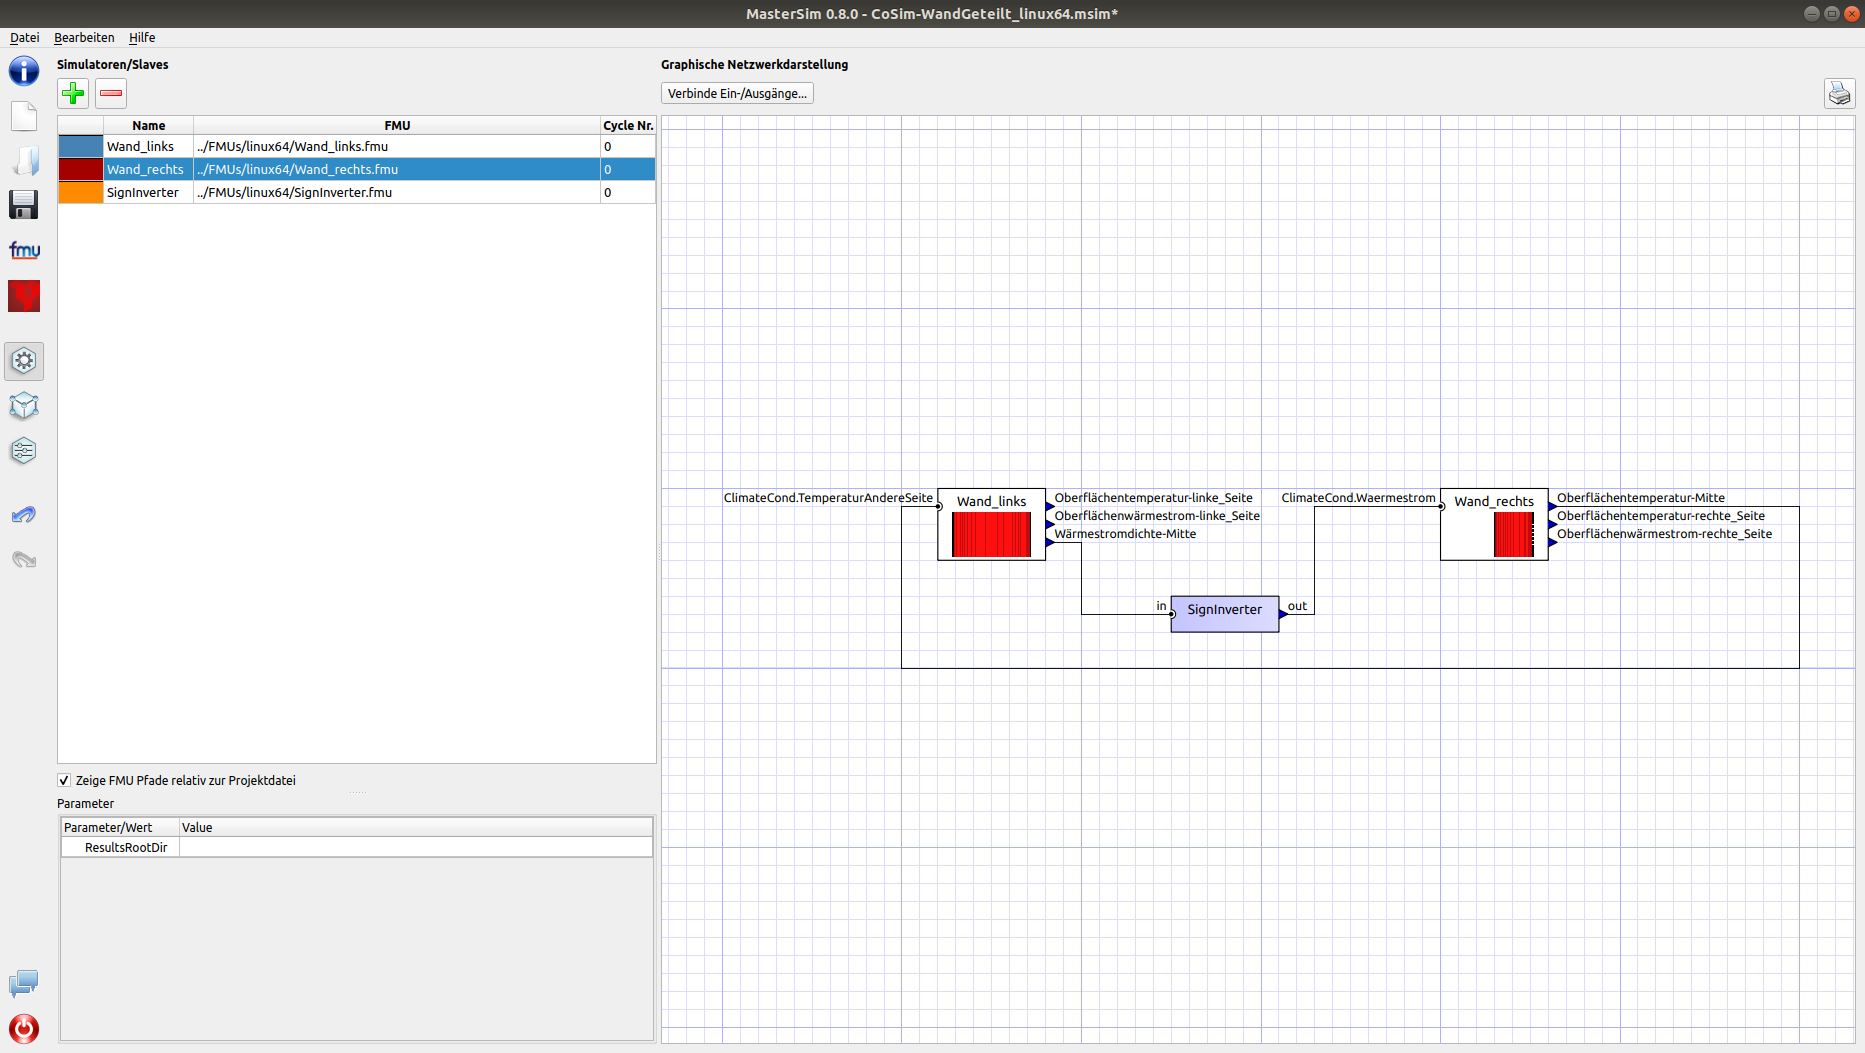 MasterSim 0.8.0 - CoSim-WandGeteilt_linux64.msim*
Datei Bearbeiten Hilfe
Simulatoren/Slaves
Name FMU Cycle Nr.
Wand_links ../FMUs/linux64/Wand_links.fmu 0
Wand_rechts ../FMUs/linux64/Wand_rechts.fmu 0
SignInverter ../FMUs/linux64/SignInverter.fmu 0
fmu
Zeige FMU Pfade relativ zur Projektdatei
Parameter
Parameter/Wert Value
ResultsRootDir
Graphische Netzwerkdarstellung
Verbinde Ein-/Ausgänge...
ClimateCond.TemperaturAndereSeite
Wand_links
Oberflächentemperatur-linke_Seite
Oberflächenwärmestrom-linke_Seite
Wärmestromdichte-Mitte
ClimateCond.Waermestrom
Wand_rechts
Oberflächentemperatur-Mitte
Oberflächentemperatur-rechte_Seite
Oberflächenwärmestrom-rechte_Seite
in
SignInverter
out